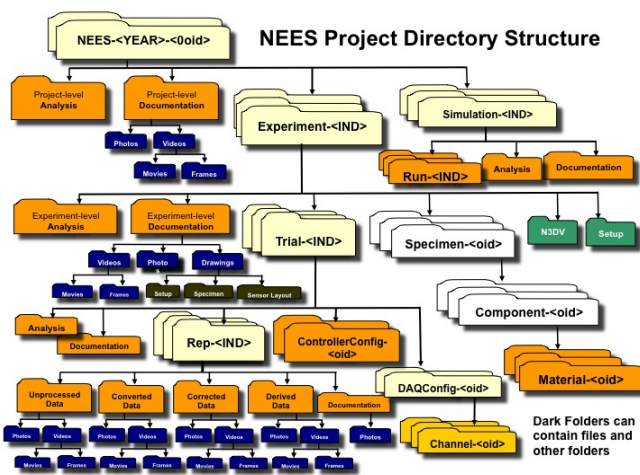 NEES-<YEAR>-<0oid>
NEES Project Directory Structure
Project-level
Analysis
Project-level
Documentation
Photos
Videos
Movies
Frames
Experiment-<IND>
Simulation-<IND>
Run-<IND>
Analysis
Documentation
Experiment-level
Analysis
Experiment-level
Documentation
Videos
Photo
s
Drawings
Movies
Frames
Setup
Specimen
Sensor Layout
Trial-<IND>
Specimen-<oid>
N3DV
Setup
Component-<oid>
Material-<oid>
Analysis
Documentation
Rep-<IND>
ControllerConfig-
<oid>
DAQConfig-<oid>
Channel-<oid>
Unprocessed
Data
Converted
Data
Corrected
Data
Derived
Data
Documentation
Photos
Videos
Photos
Videos
Photos
Videos
Photos
Videos
Photos
Movies
Frames
Movies
Frames
Movies
Frames
Movies
Frames
Dark Folders can
contain files and
other folders